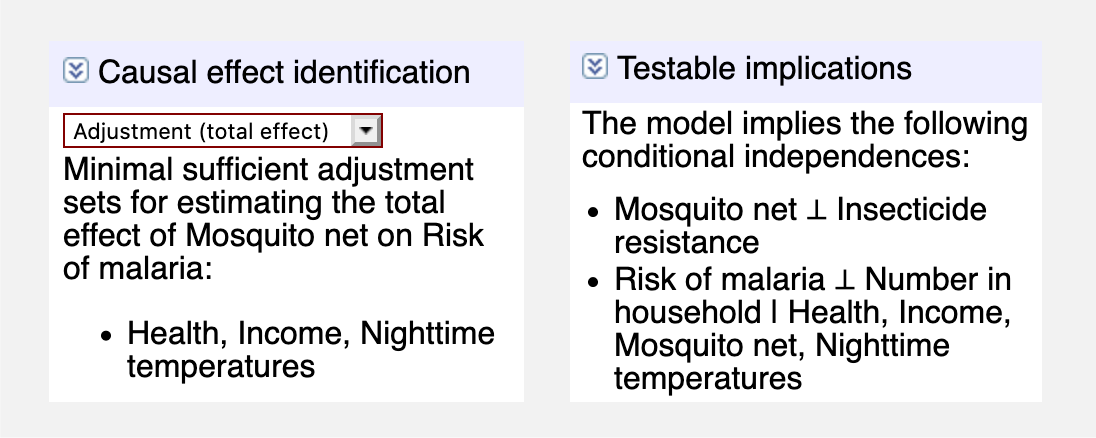 Causal effect identification
Adjustment (total effect)
Minimal sufficient adjustment
sets for estimating the total
effect of Mosquito net on Risk
of malaria:
• Health, Income, Nighttime
temperatures
Testable implications
The model implies the following
conditional independences:
• Mosquito net ⊥ Insecticide
resistance
• Risk of malaria ⊥ Number in
household | Health, Income,
Mosquito net, Nighttime
temperatures